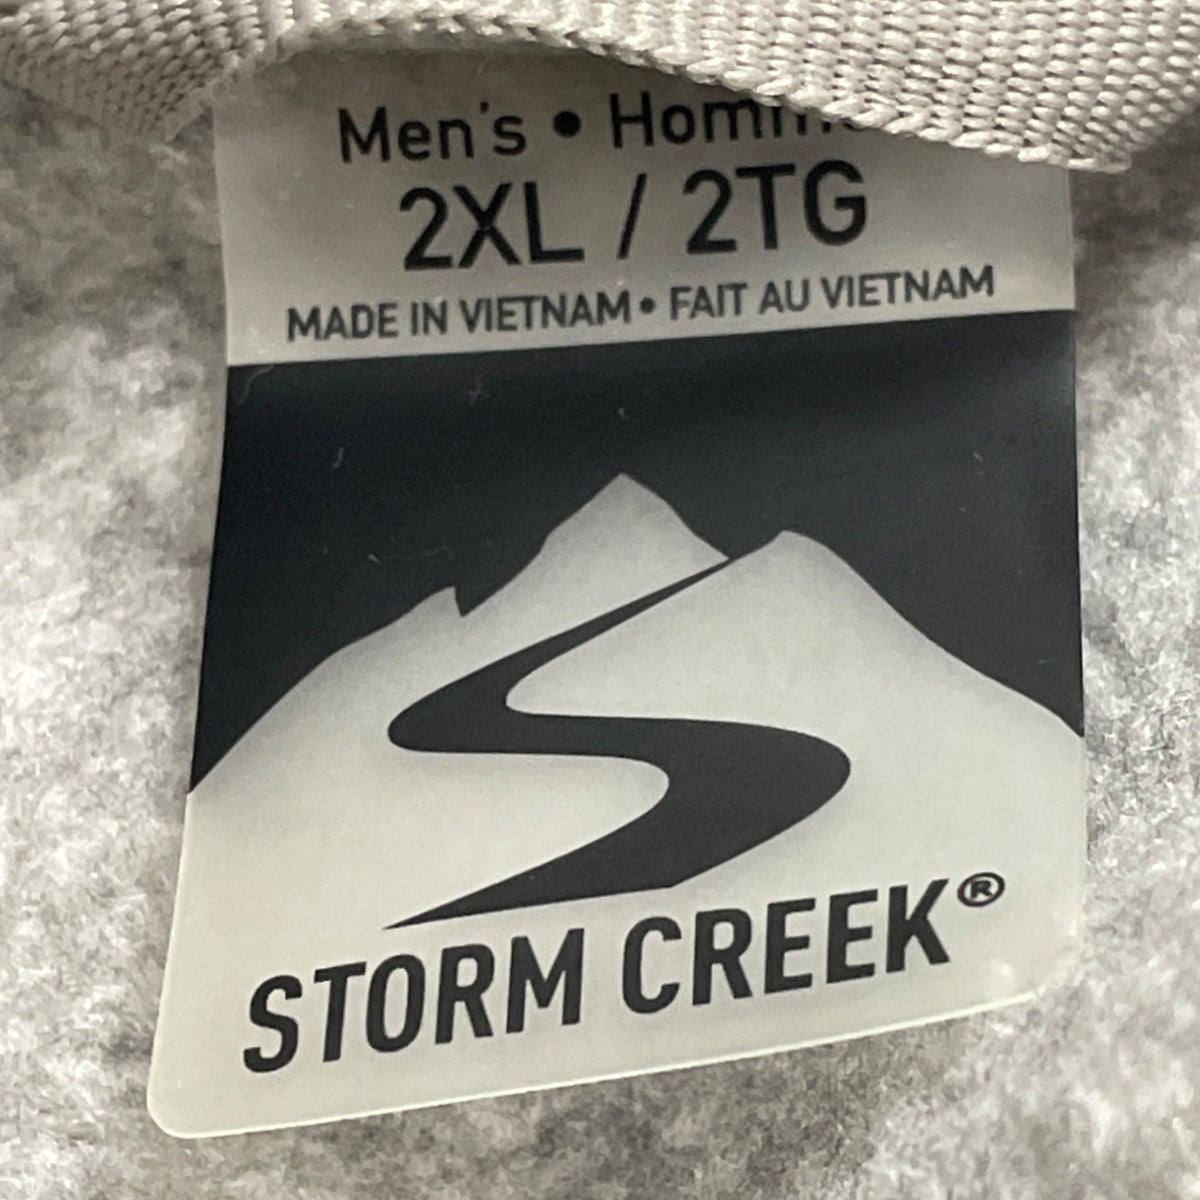 Men's • Homm
2XL / 2TG
MADE IN VIETNAM • FAIT AU VIETNAM
STORM CREEK®